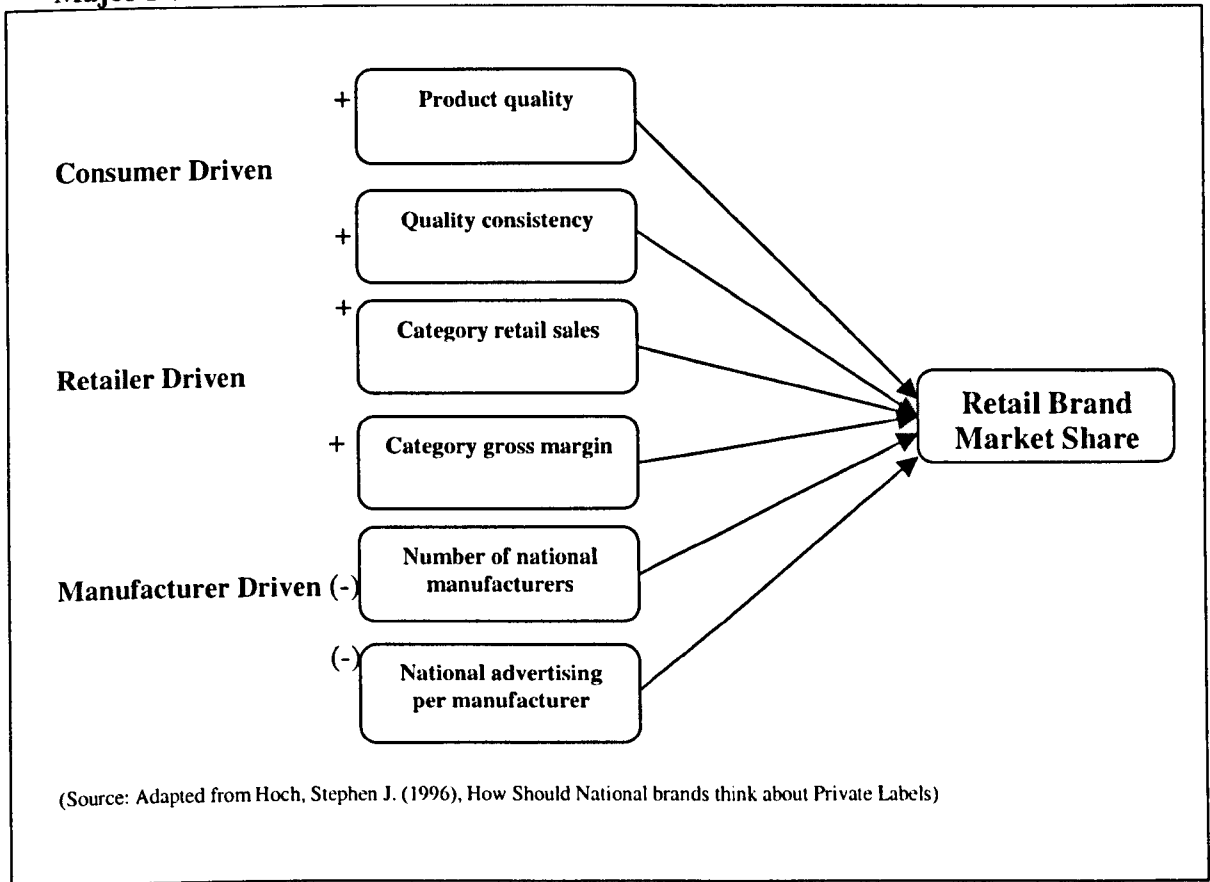 + Product quality
Consumer Driven
+ Quality consistency
+ Category retail sales
Retailer Driven
+ Category gross margin
Manufacturer Driven (-)
Number of national
manufacturers
(-) National advertising
per manufacturer
Retail Brand
Market Share
(Source: Adapted from Hoch, Stephen J. (1996), How Should National brands think about Private Labels)